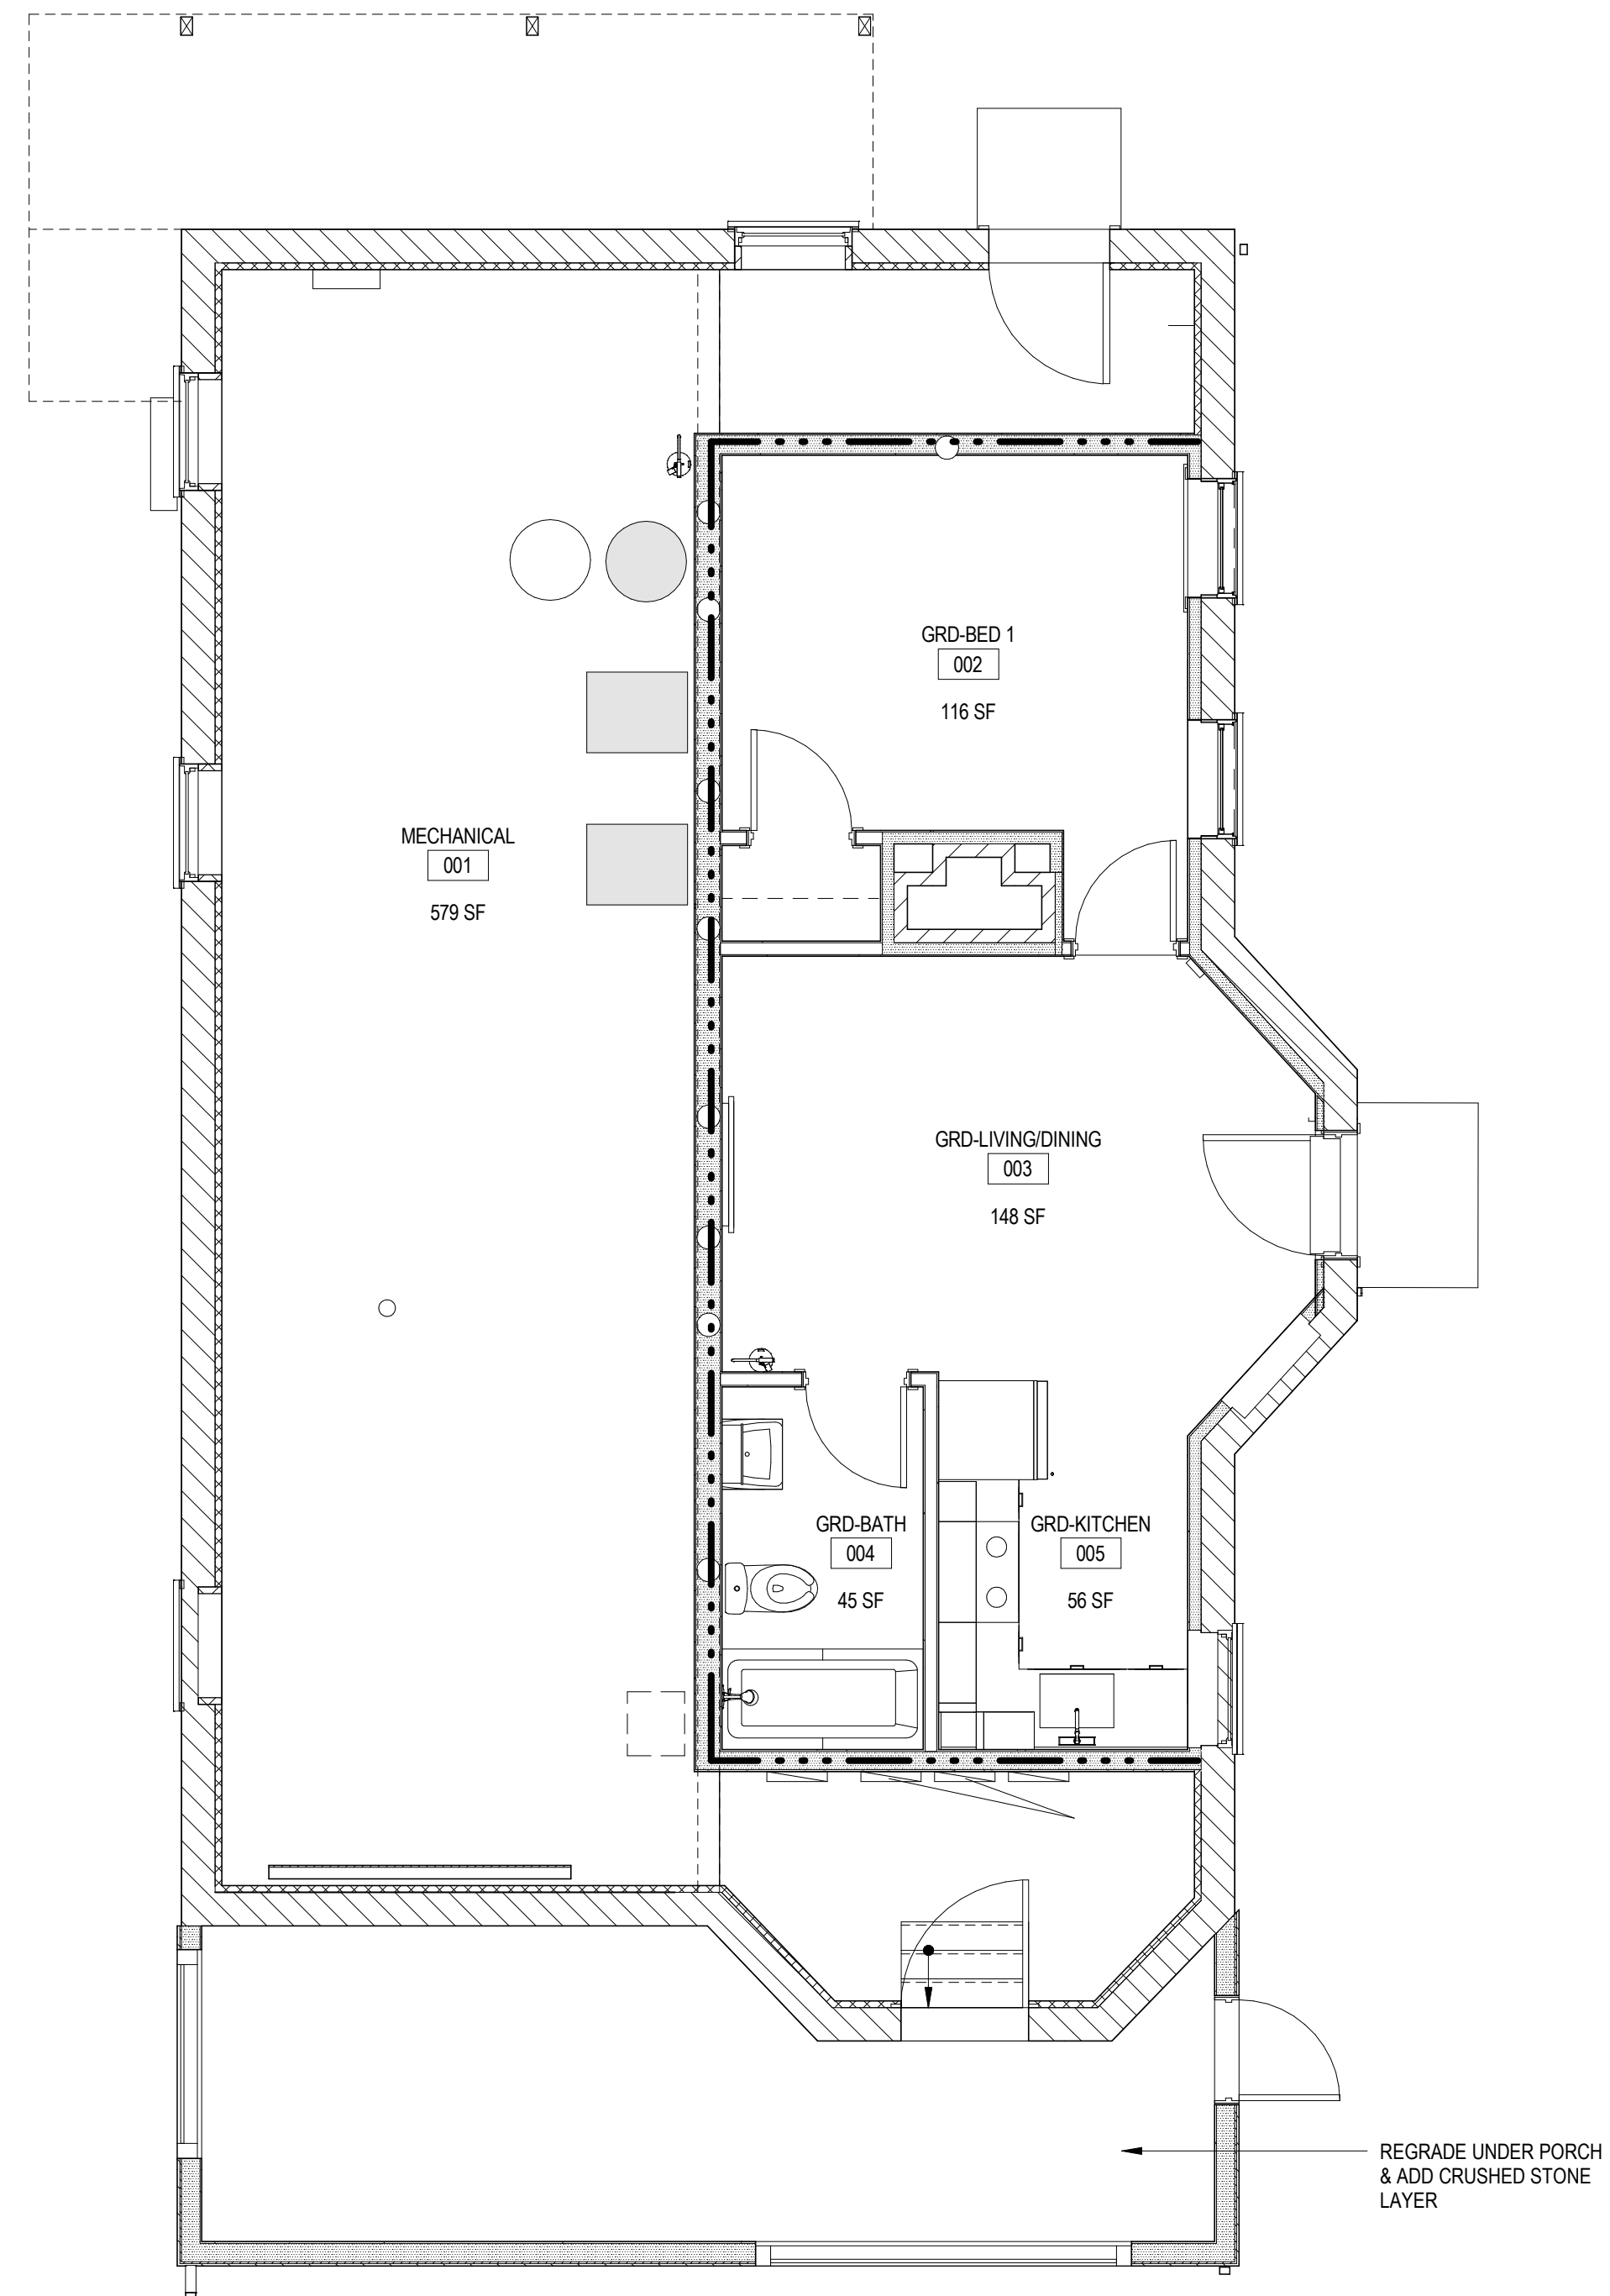 GRD-BED 1
002
116 SF
MECHANICAL
001
579 SF
GRD-LIVING/DINING
003
148 SF
GRD-BATH
004
45 SF
GRD-KITCHEN
005
56 SF
REGRADE UNDER PORCH
& ADD CRUSHED STONE
LAYER